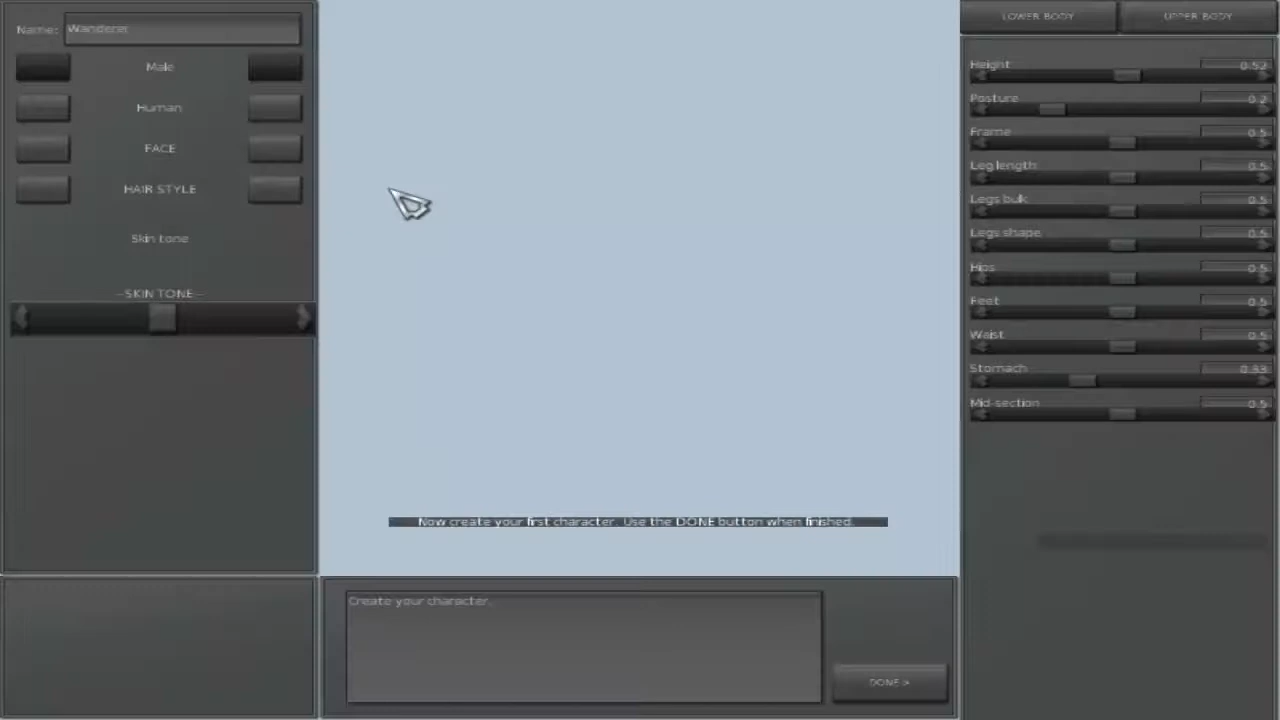 Name: Wanderer
Male
Human
FACE
HAIR STYLE
Skin tone
--SKIN TONE--
Now create your first character. Use the DONE button when finished.
Create your character.
DONE >
LOWER BODY
UPPER BODY
Height 0.52
Posture 0.2
Frame 0.5
Leg length 0.5
Legs bulk 0.5
Legs shape 0.5
Hips 0.5
Feet 0.5
Waist 0.5
Stomach 0.33
Mid-section 0.5